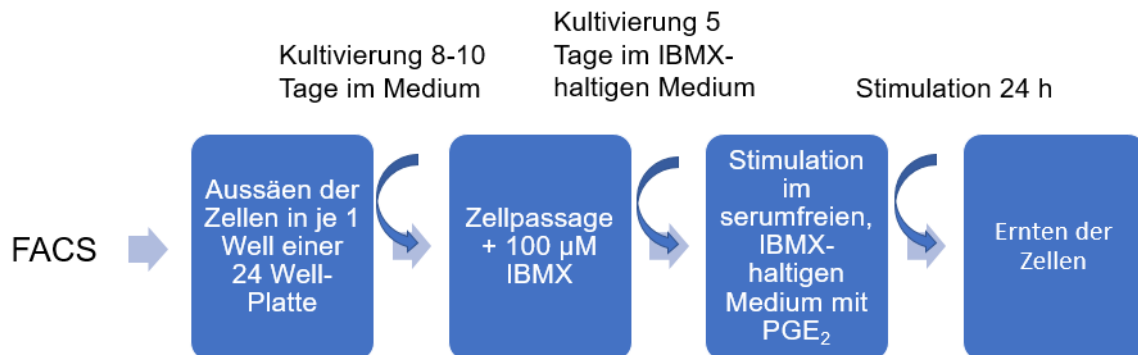 Kultivierung 8-10
Tage im Medium
Kultivierung 5
Tage im IBMX-
haltigen Medium
Stimulation 24 h
FACS
Aussäen der
Zellen in je 1
Well einer
24 Well-
Platte
Zellpassage
+ 100 µM
IBMX
Stimulation
im
serumfreien,
IBMX-
haltigen
Medium mit
PGE₂
Ernten der
Zellen